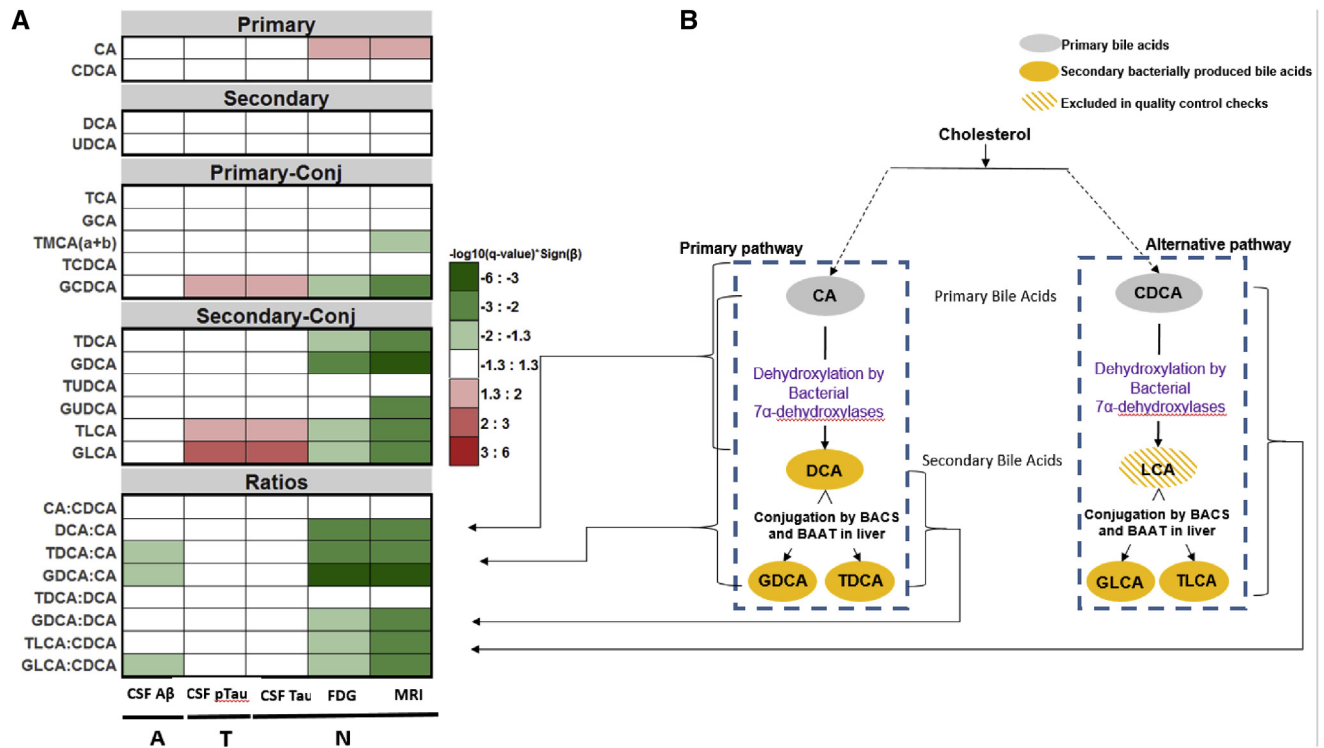 A
Primary
CA
CDCA
Secondary
DCA
UDCA
Primary-Conj
TCA
GCA
TMCA(a+b)
TCDCA
GCDCA
Secondary-Conj
TDCA
GDCA
TUDCA
GUDCA
TLCA
GLCA
Ratios
CA:CDCA
DCA:CA
TDCA:CA
GDCA:CA
TDCA:DCA
GDCA:DCA
TLCA:CDCA
GLCA:CDCA
CSF Aβ CSF pTau CSF Tau FDG MRI
A T N
-log10(q-value)*Sign(β)
-6 : -3
-3 : -2
-2 : -1.3
-1.3 : 1.3
1.3 : 2
2 : 3
3 : 6
B
Primary bile acids
Secondary bacterially produced bile acids
Excluded in quality control checks
Cholesterol
Primary pathway
Alternative pathway
CA
Primary Bile Acids
CDCA
Dehydroxylation by
Bacterial
7α-dehydroxylases
Dehydroxylation by
Bacterial
7α-dehydroxylases
DCA
Secondary Bile Acids
LCA
Conjugation by BACS
and BAAT in liver
Conjugation by BACS
and BAAT in liver
GDCA
TDCA
GLCA
TLCA